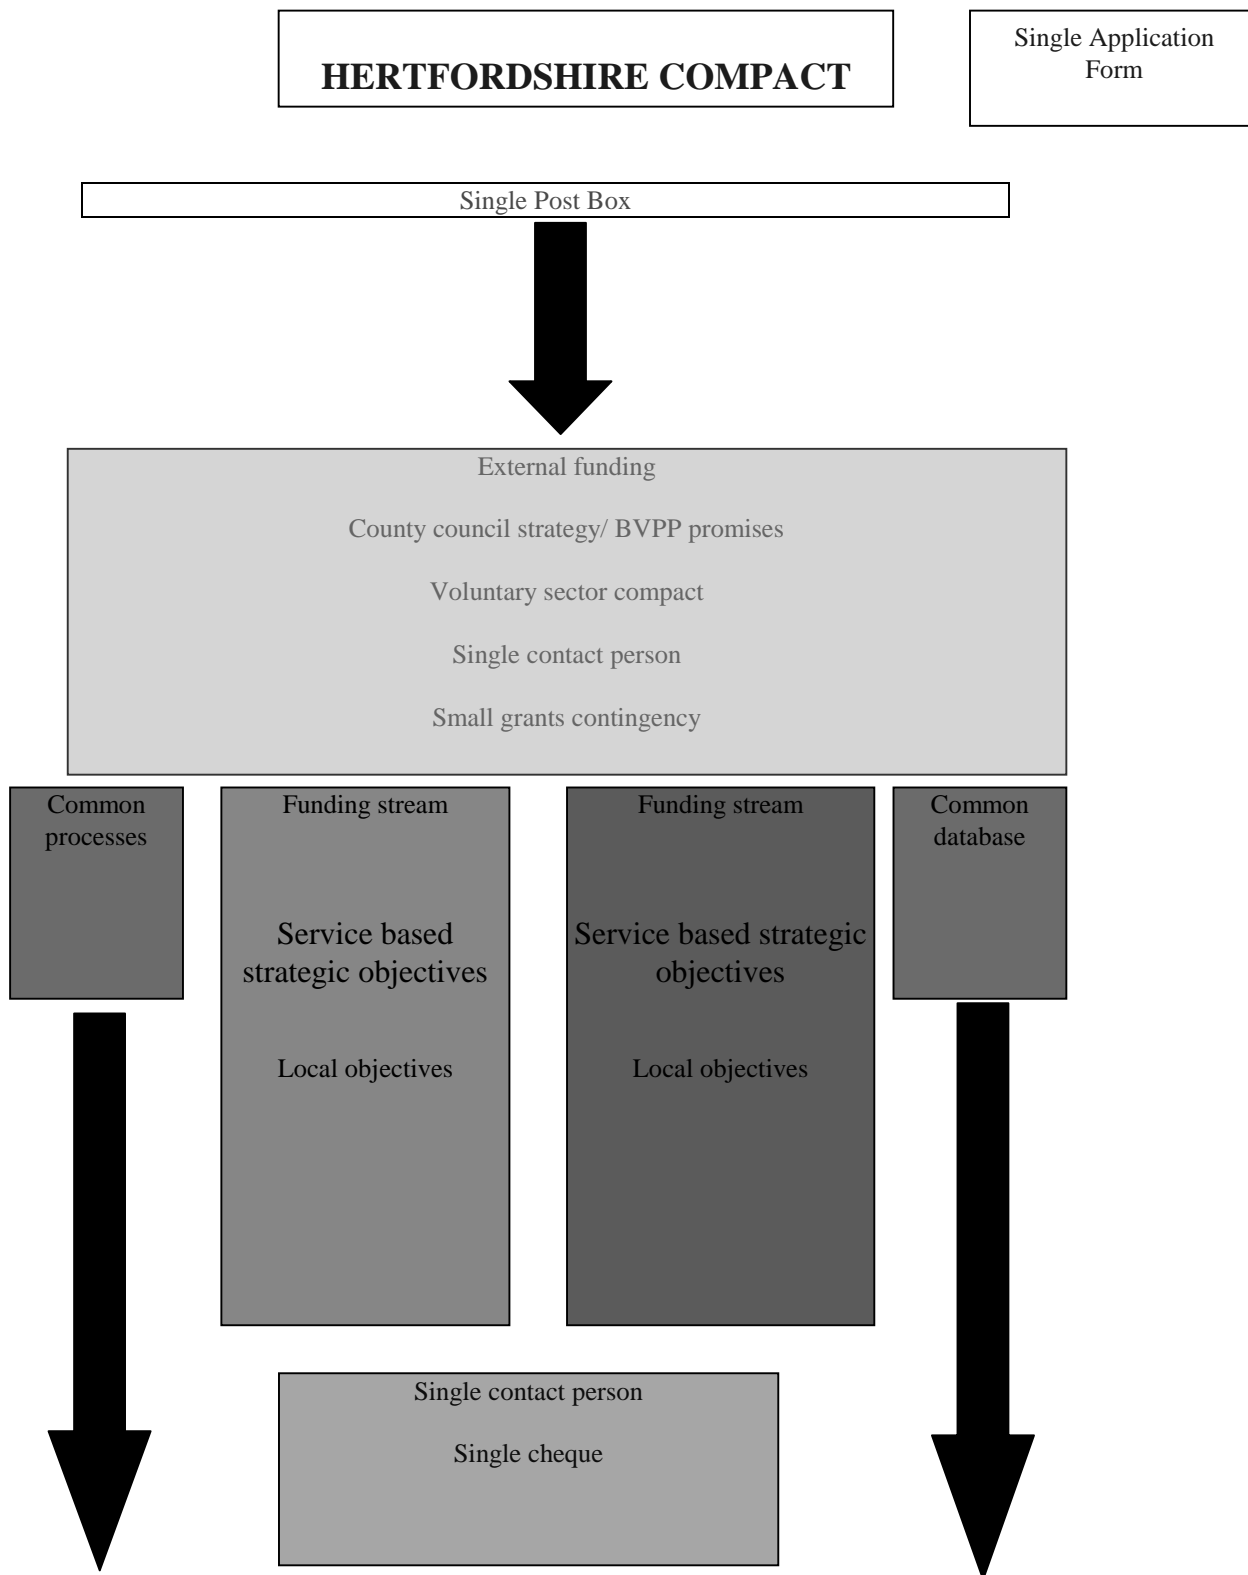 HERTFORDSHIRE COMPACT
Single Application
Form
Single Post Box
External funding
County council strategy/ BVPP promises
Voluntary sector compact
Single contact person
Small grants contingency
Common
processes
Funding stream
Service based
strategic objectives
Local objectives
Funding stream
Service based strategic
objectives
Local objectives
Common
database
Single contact person
Single cheque